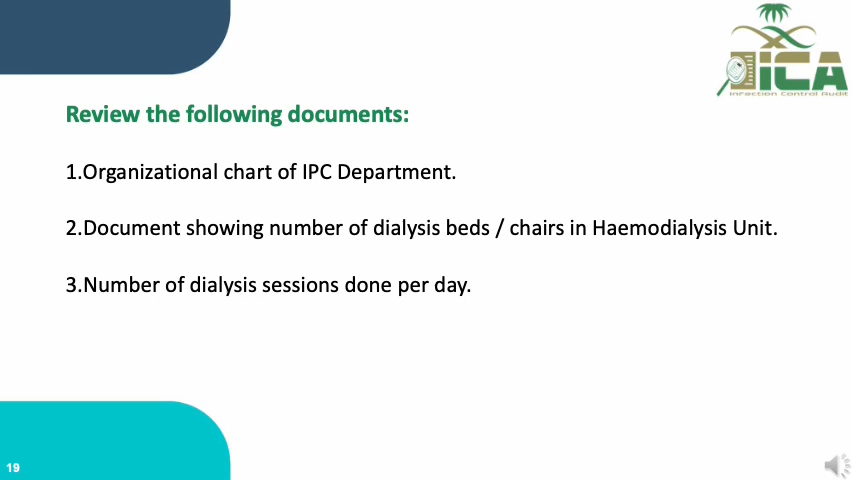 iCA
Infection Control Audit
Review the following documents:
1.Organizational chart of IPC Department.
2.Document showing number of dialysis beds / chairs in Haemodialysis Unit.
3.Number of dialysis sessions done per day.
19